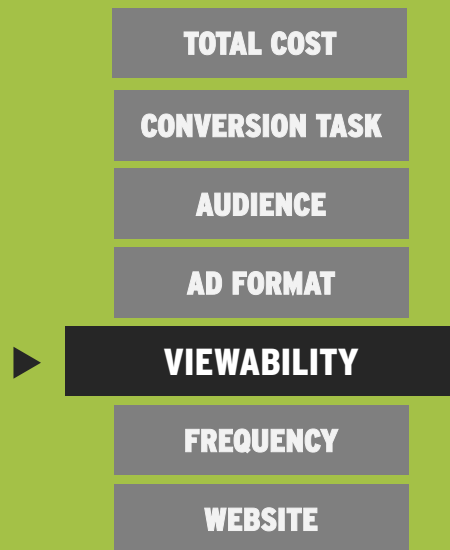 TOTAL COST
CONVERSION TASK
AUDIENCE
AD FORMAT
VIEWABILITY
FREQUENCY
WEBSITE